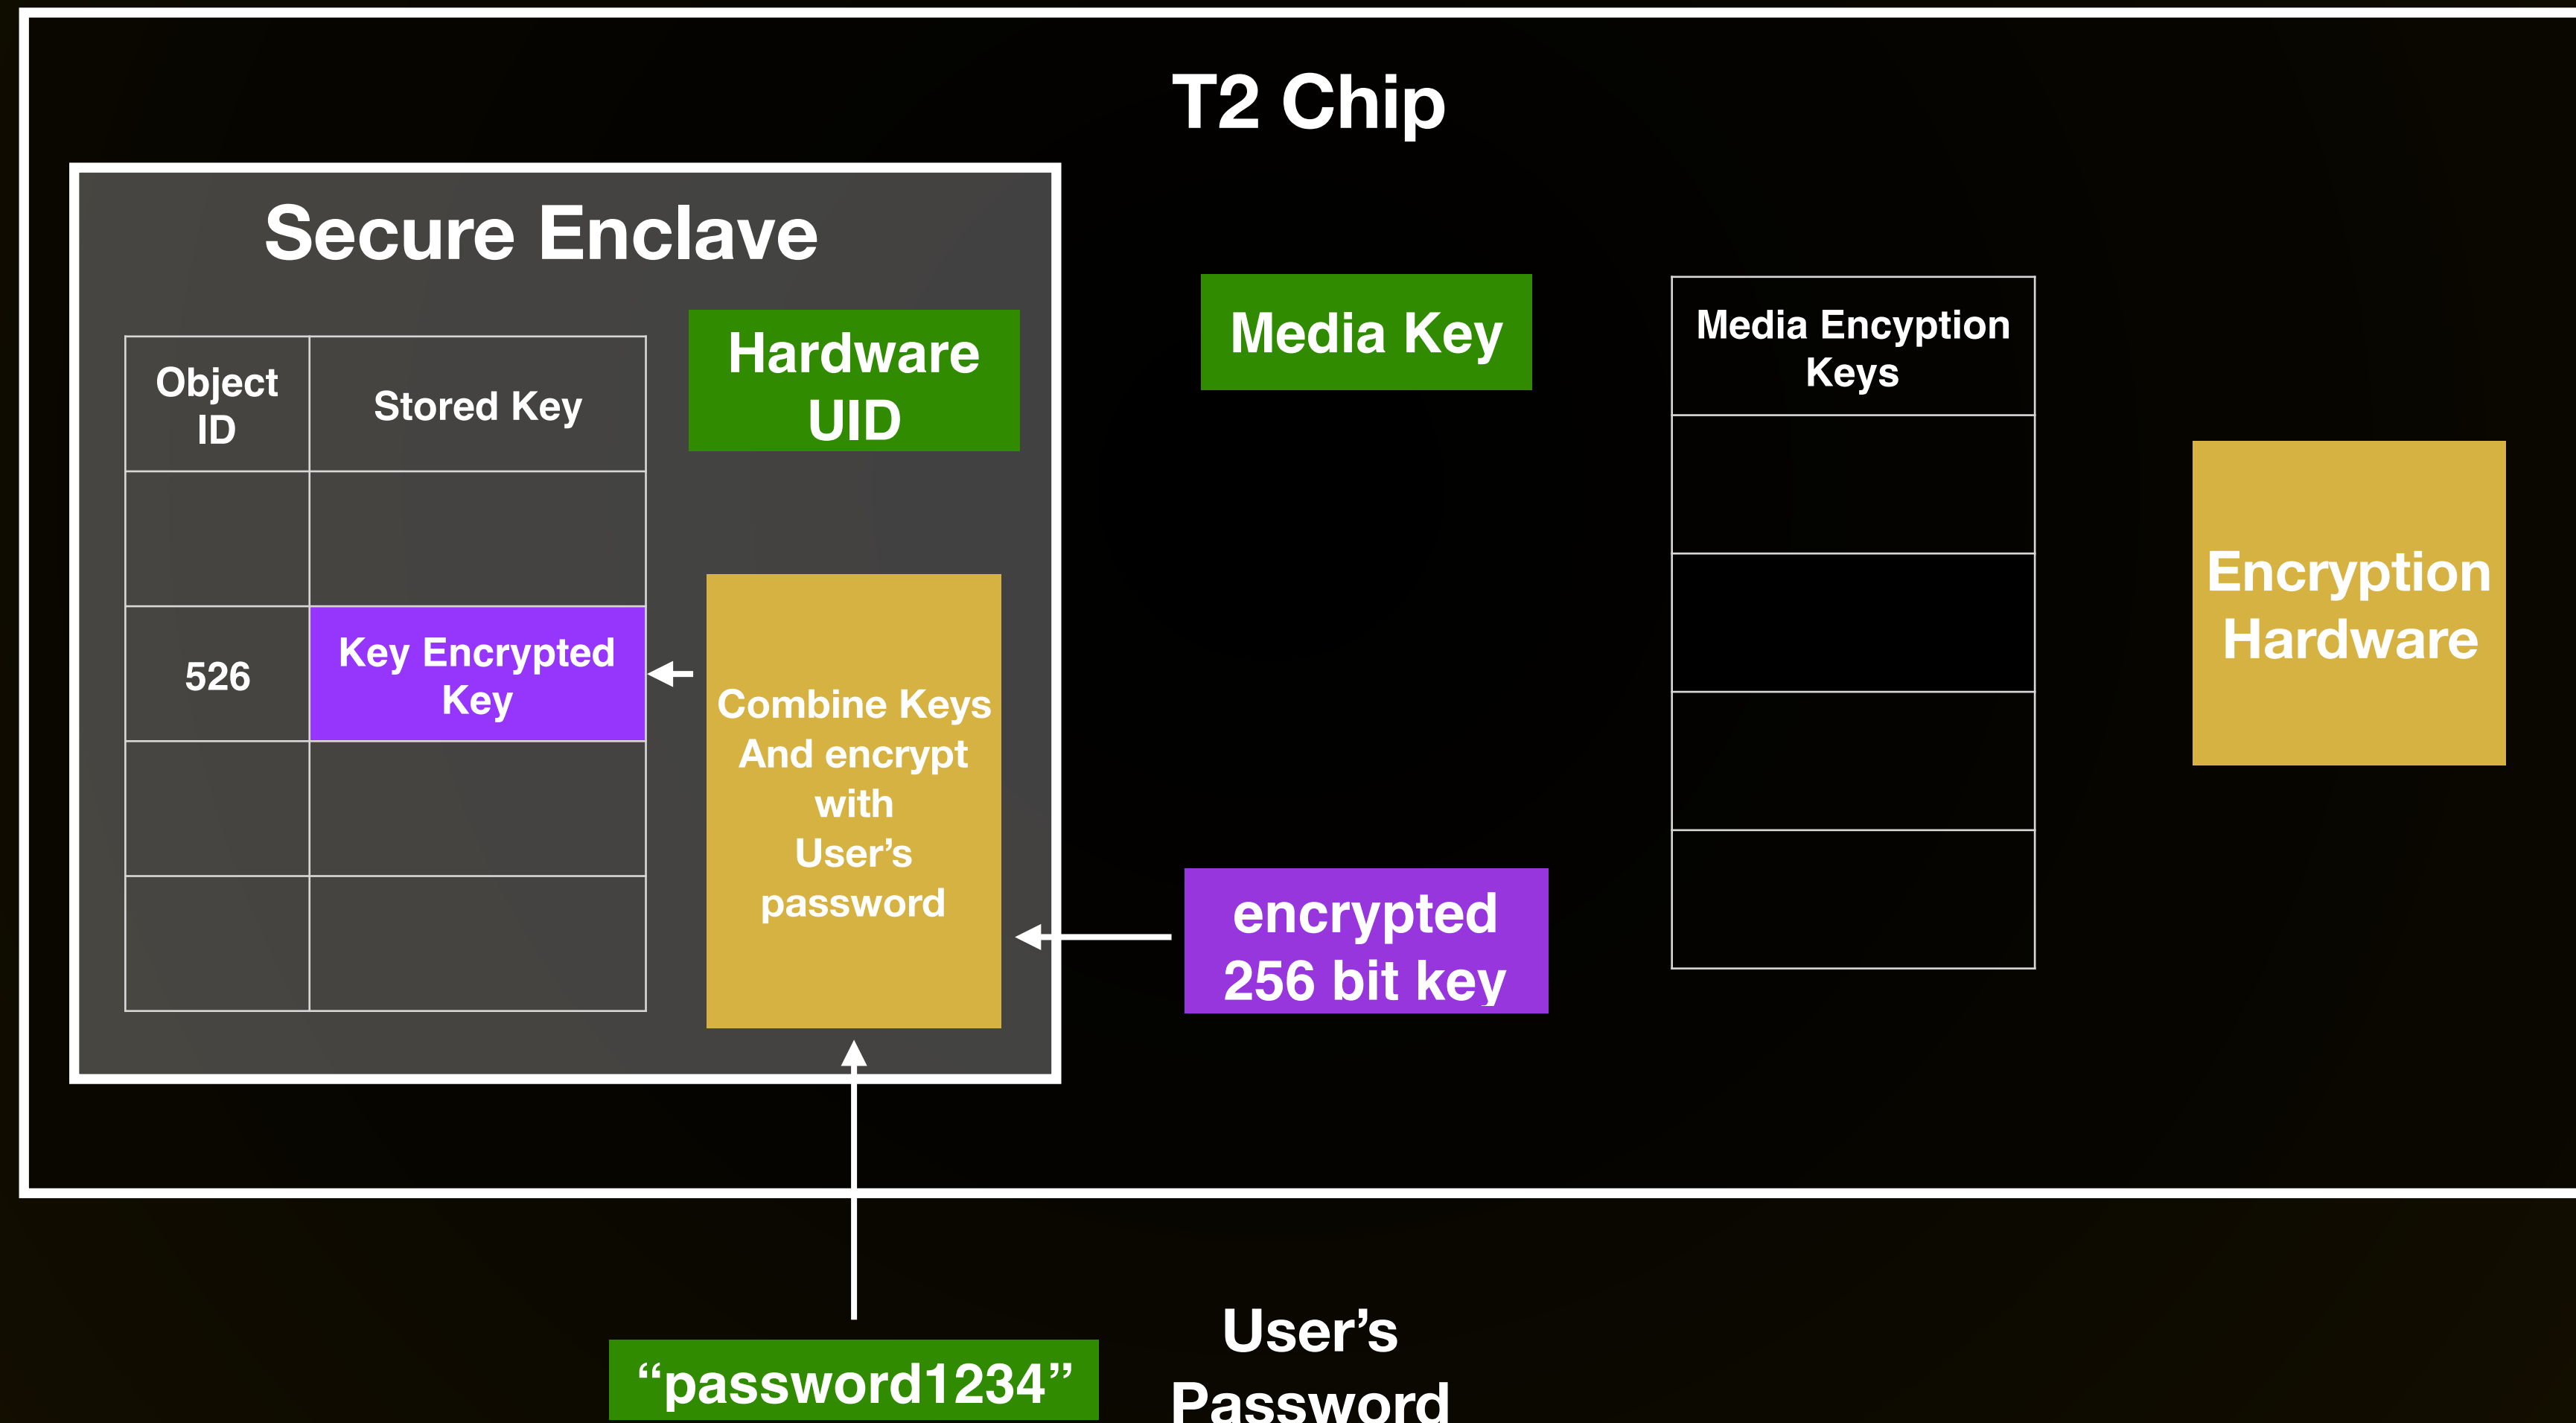 T2 Chip
Secure Enclave
Object
ID
Stored Key
Hardware
UID
526
Key Encrypted
Key
Combine Keys
And encrypt
with
User’s
password
Media Key
encrypted
256 bit key
Media Encyption
Keys
Encryption
Hardware
“password1234”
User’s
Password